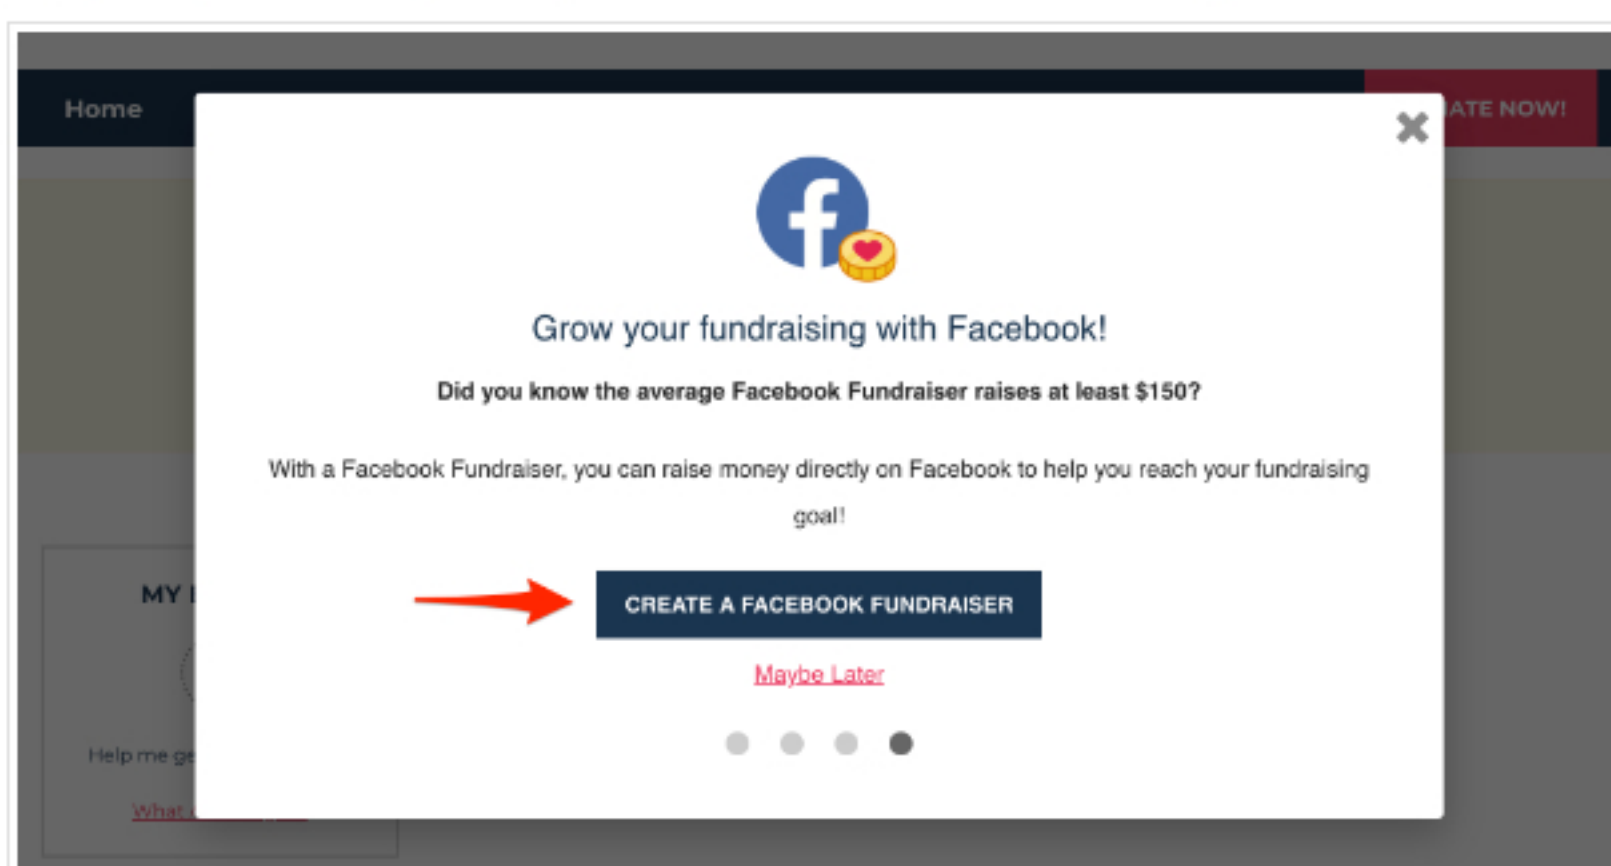 Home
ATE NOW!
Grow your fundraising with Facebook!
Did you know the average Facebook Fundraiser raises at least $150?
With a Facebook Fundraiser, you can raise money directly on Facebook to help you reach your fundraising
goal!
MY
CREATE A FACEBOOK FUNDRAISER
Maybe Later
Help me ge
What